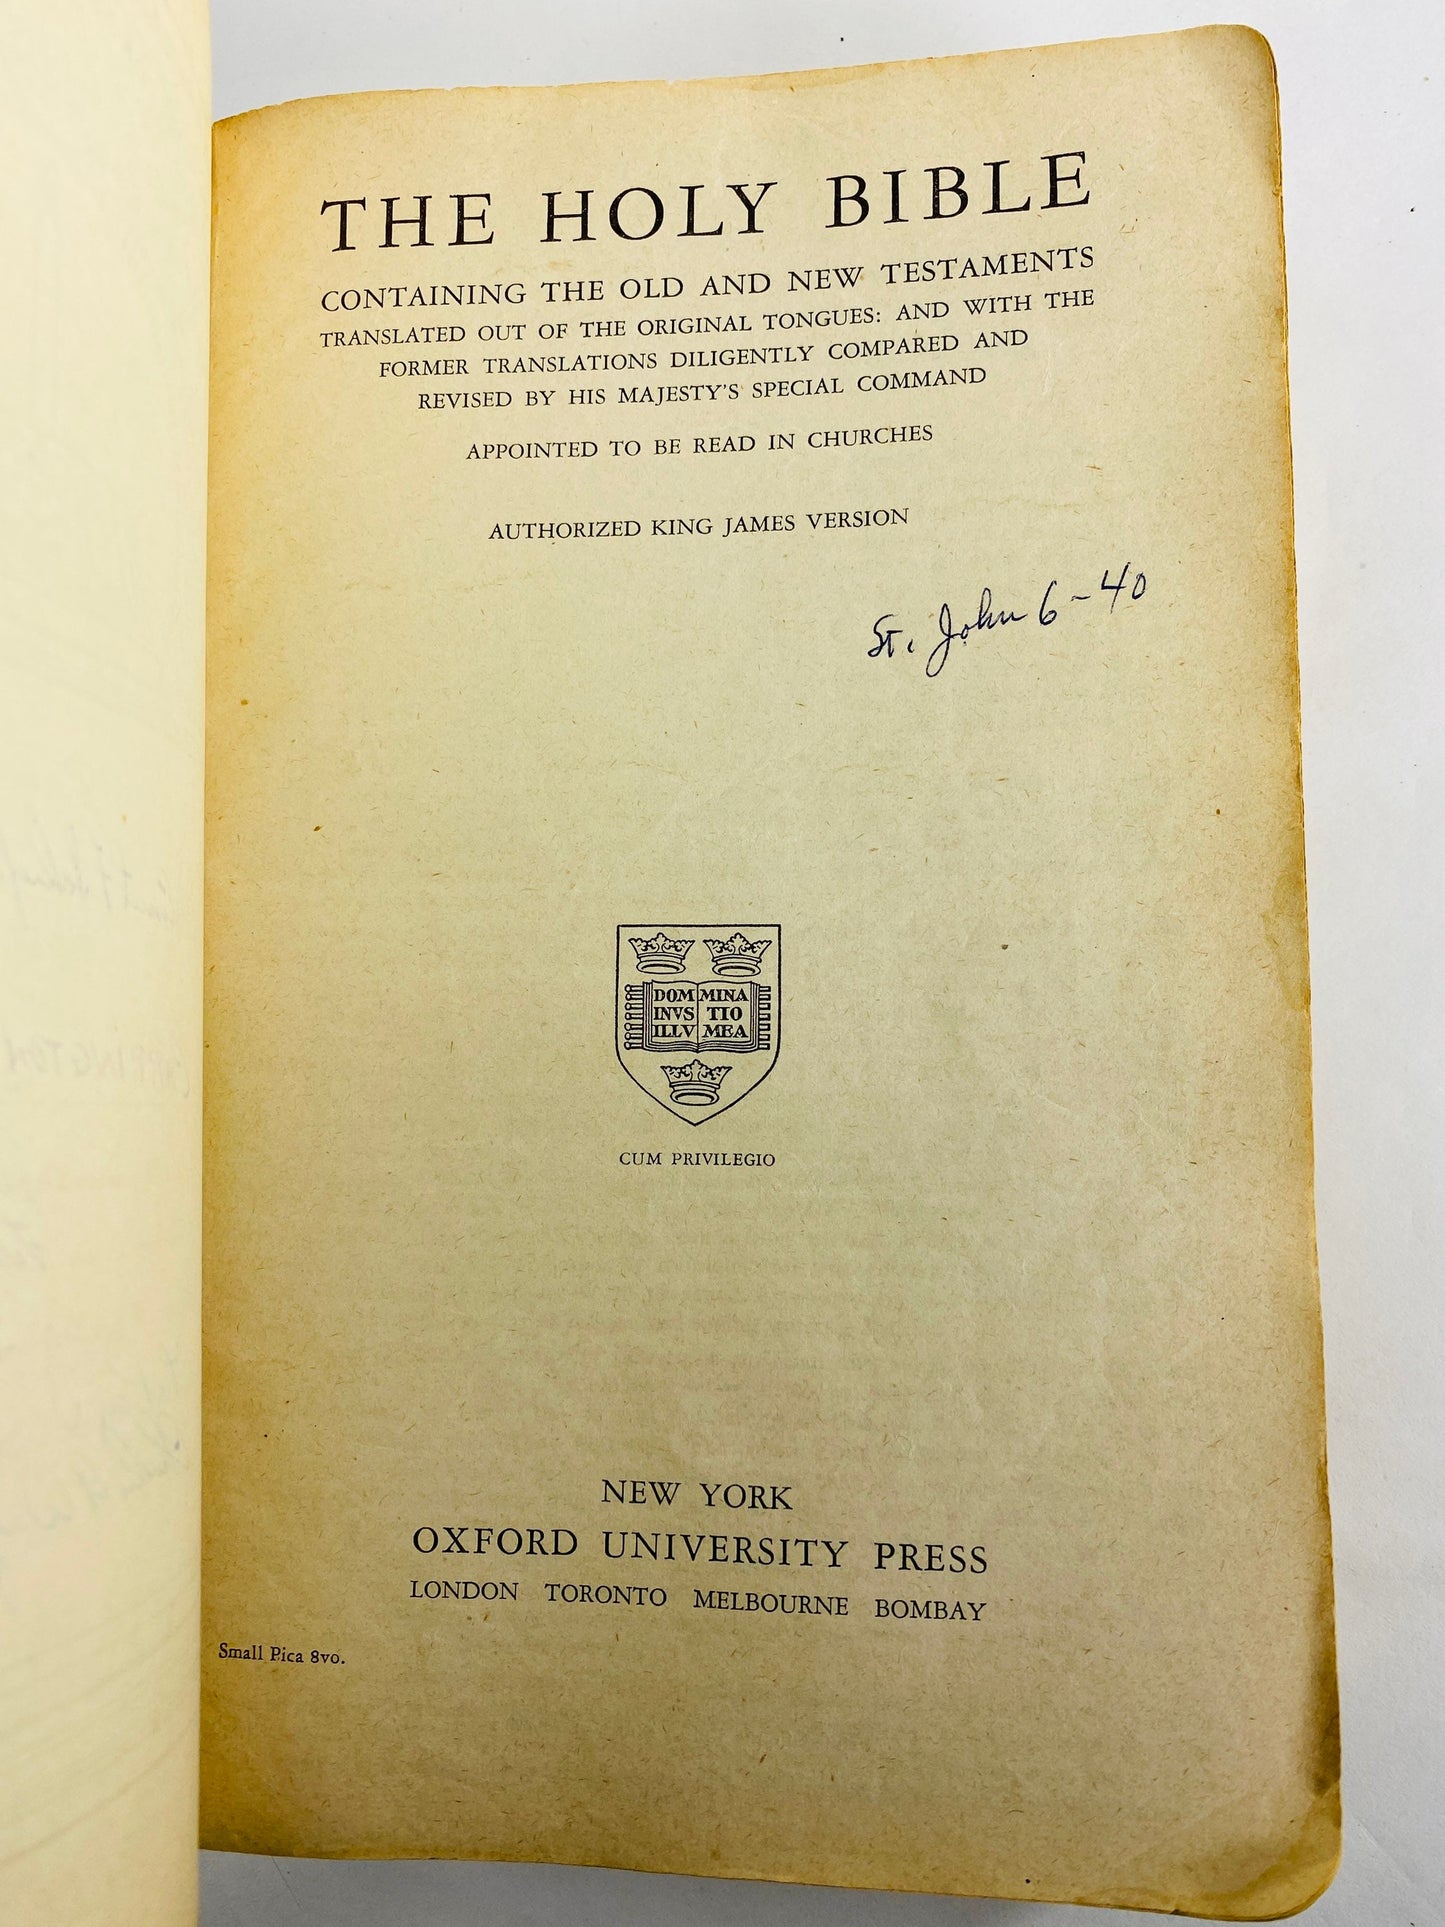 THE HOLY BIBLE
CONTAINING THE OLD AND NEW TESTAMENTS
TRANSLATED OUT OF THE ORIGINAL TONGUES: AND WITH THE
FORMER TRANSLATIONS DILIGENTLY COMPARED AND
REVISED BY HIS MAJESTY'S SPECIAL COMMAND
APPOINTED TO BE READ IN CHURCHES
AUTHORIZED KING JAMES VERSION
St. John 6-40
DOM MINA
INVS TIO
ILLV MEA
CUM PRIVILEGIO
NEW YORK
OXFORD UNIVERSITY PRESS
LONDON TORONTO MELBOURNE BOMBAY
Small Pica 8vo.